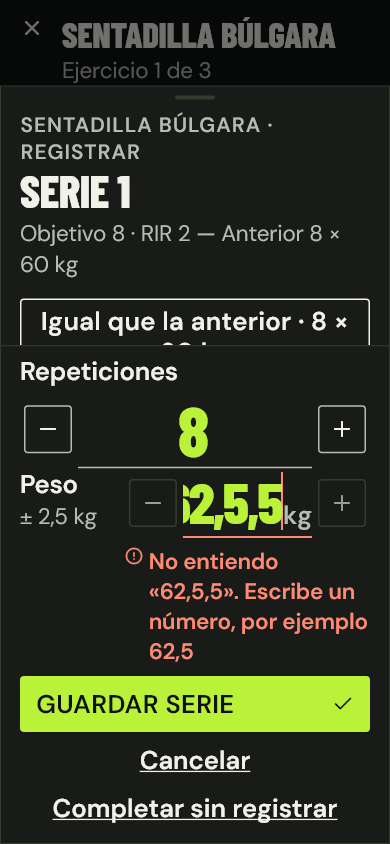 SENTADILLA BÚLGARA
Ejercicio 1 de 3
SENTADILLA BÚLGARA ·
REGISTRAR
SERIE 1
Objetivo 8 · RIR 2 — Anterior 8 ×
60 kg
Igual que la anterior · 8 ×
Repeticiones
8
Peso
± 2,5 kg
62,5,5 kg
No entiendo
«62,5,5». Escribe un
número, por ejemplo
62,5
GUARDAR SERIE
Cancelar
Completar sin registrar